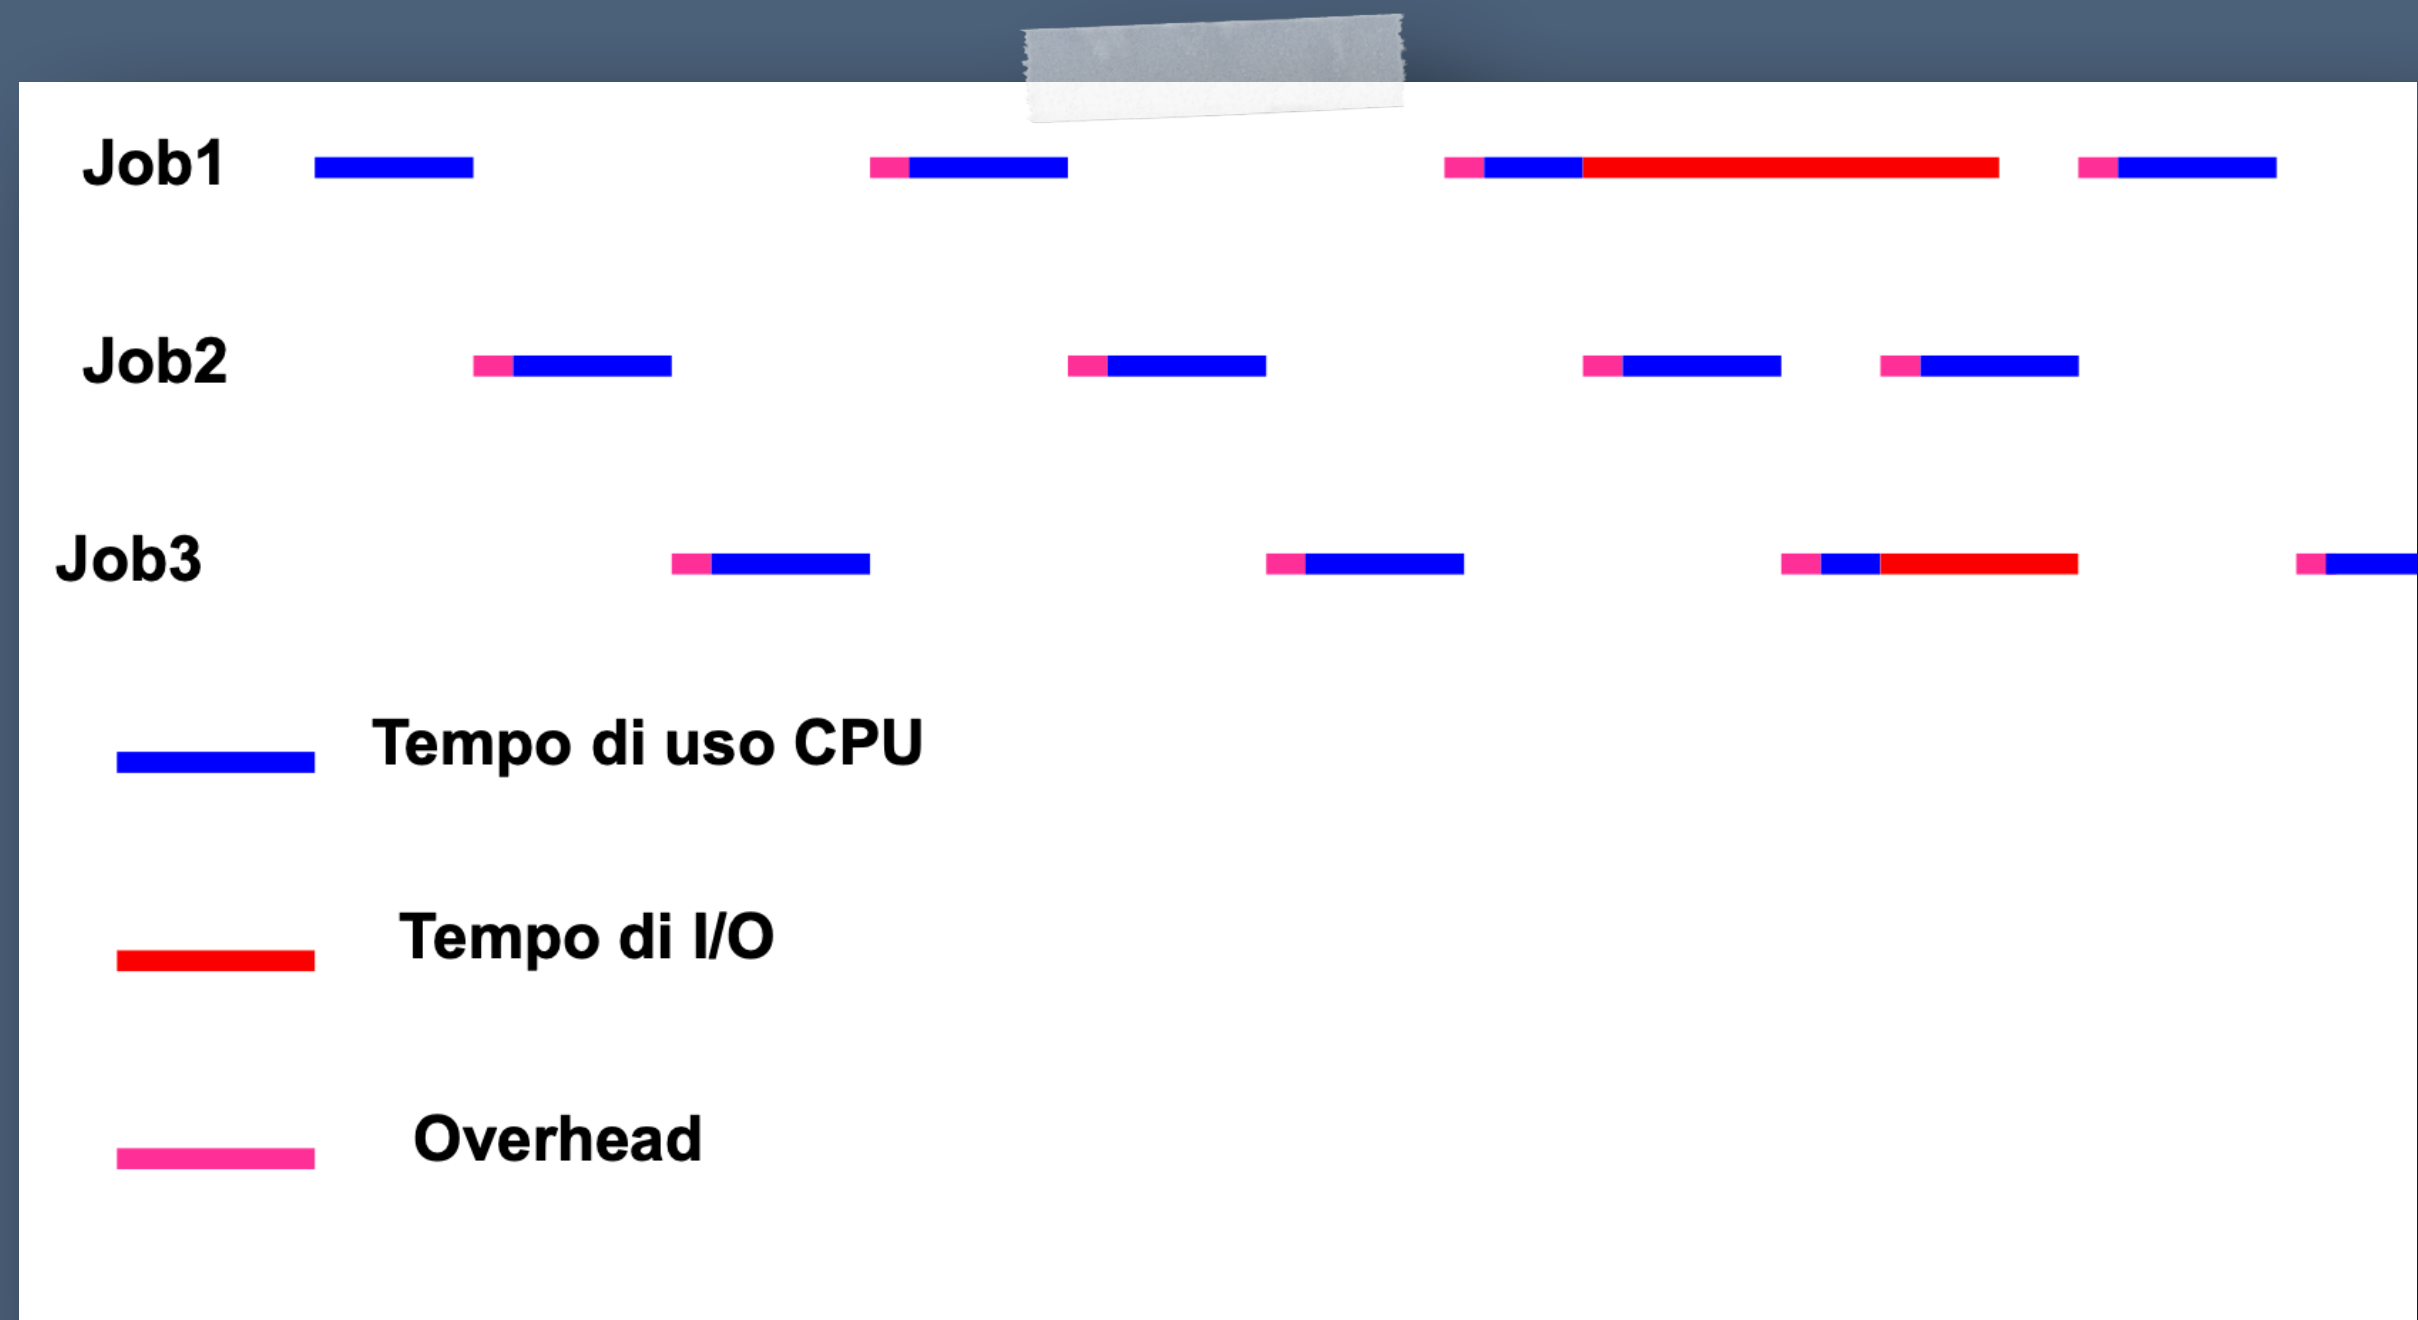 Job1
Job2
Job3
Tempo di uso CPU
Tempo di I/O
Overhead